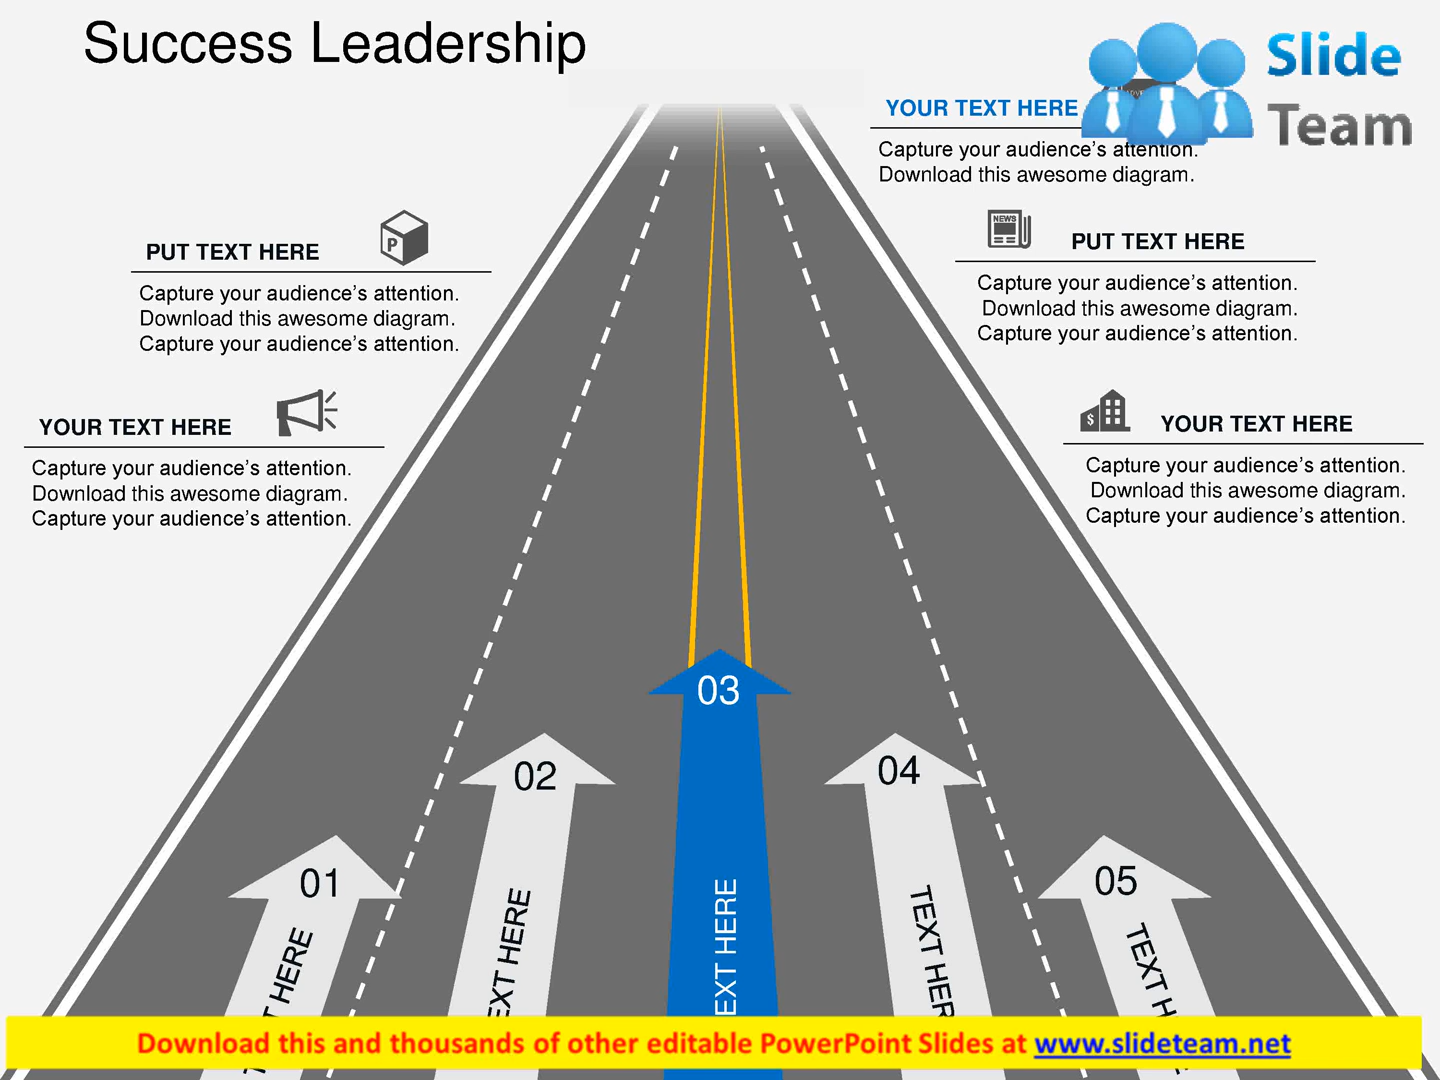 Success Leadership
Slide
Team
YOUR TEXT HERE
Capture your audience's attention.
Download this awesome diagram.
P
PUT TEXT HERE
Capture your audience's attention.
Download this awesome diagram.
Capture your audience's attention.
NEWS
PUT TEXT HERE
Capture your audience's attention.
Download this awesome diagram.
Capture your audience's attention.
YOUR TEXT HERE
Capture your audience's attention.
Download this awesome diagram.
Capture your audience's attention.
$
YOUR TEXT HERE
Capture your audience's attention.
Download this awesome diagram.
Capture your audience's attention.
01
HERE
02
HERE
03
HERE
04
TEXT
05
TEXT
Download this and thousands of other editable PowerPoint Slides at www.slideteam.net